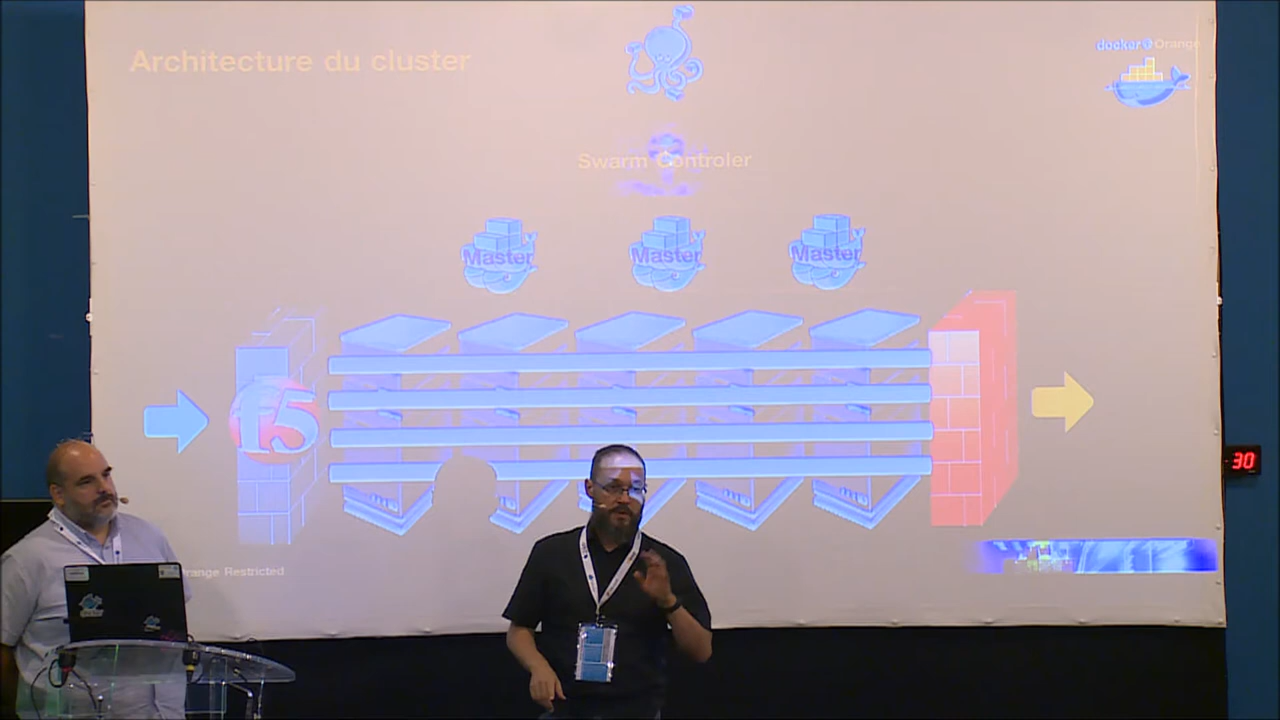 docker@Orange
Architecture du cluster
Swarm Controler
Master
Master
Master
f5
Orange Restricted
30